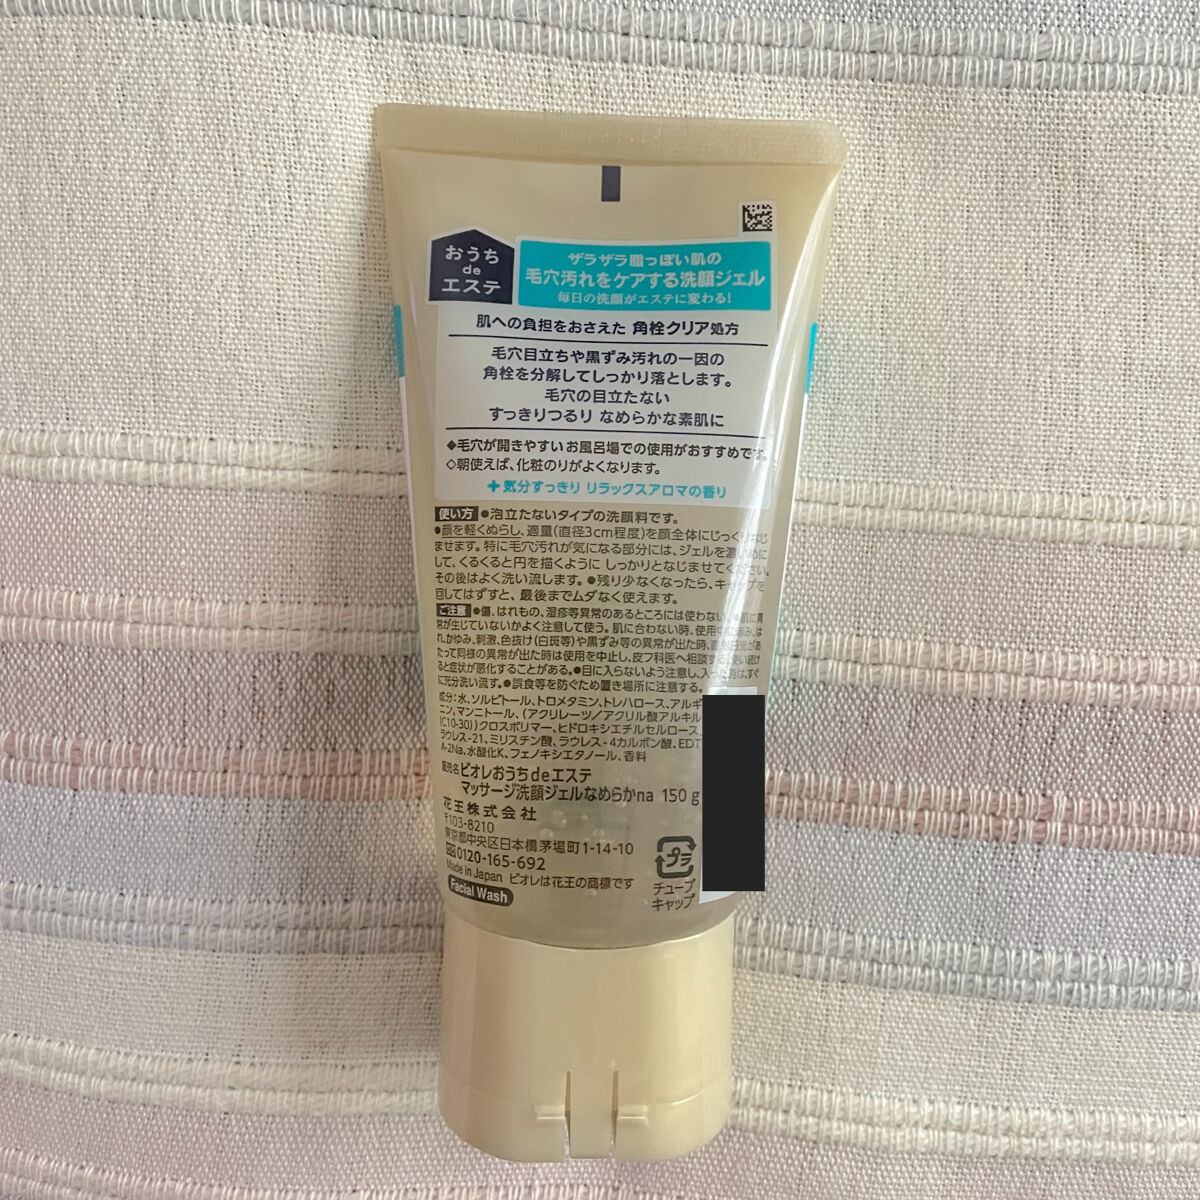 おうち
de
エステ
ザラザラ脂っぽい肌の
毛穴汚れをケアする洗顔ジェル
毎日の洗顔がエステに変わる!
肌への負担をおさえた 角栓クリア処方
毛穴目立ちや黒ずみ汚れの一因の
角栓を分解してしっかり落とします。
毛穴の目立たない
すっきりつるり なめらかな素肌に
◆毛穴が開きやすいお風呂場での使用がおすすめです。
◇朝使えば、化粧のりがよくなります。
+気分すっきり リラックスアロマの香り
使い方 ●泡立たないタイプの洗顔料です。
●顔を軽くぬらし、適量(直径3cm程度)を顔全体にじっくりなじ
ませます。特に毛穴汚れが気になる部分には、ジェルを濃いめに
して、くるくると円を描くように しっかりとなじませてください。
その後はよく洗い流します。●残り少なくなったら、キャップを
回してはずすと、最後までムダなく使えます。
ご注意 ●傷、はれもの、湿疹等異常のあるところには使わない。●肌に異
常が生じていないかよく注意して使う。肌に合わない時、使用中に赤み、は
れ、かゆみ、刺激、色抜け(白斑等)や黒ずみ等の異常が出た時、直射日光があ
たって同様の異常が出た時は使用を中止し、皮フ科医へ相談する。使い続け
ると症状が悪化することがある。●目に入らないよう注意し、入った時は、すぐ
に充分洗い流す。●誤食等を防ぐため置き場所に注意する。
成分:水、ソルビトール、トロメタミン、トレハロース、アルギ
ニン、マンニトール、(アクリレーツ/アクリル酸アルキル
(C10-30))クロスポリマー、ヒドロキシエチルセルロース、
ラウレス-21、ミリスチン酸、ラウレス-4カルボン酸、EDT
A-2Na、水酸化K、フェノキシエタノール、香料
販売名 ビオレおうちdeエステ
マッサージ洗顔ジェルなめらかna 150g
花王株式会社
〒103-8210
東京都中央区日本橋茅場町1-14-10
0120-165-692
Made in Japan ビオレは花王の商標です
Facial Wash
プラ
チューブ
キャップ